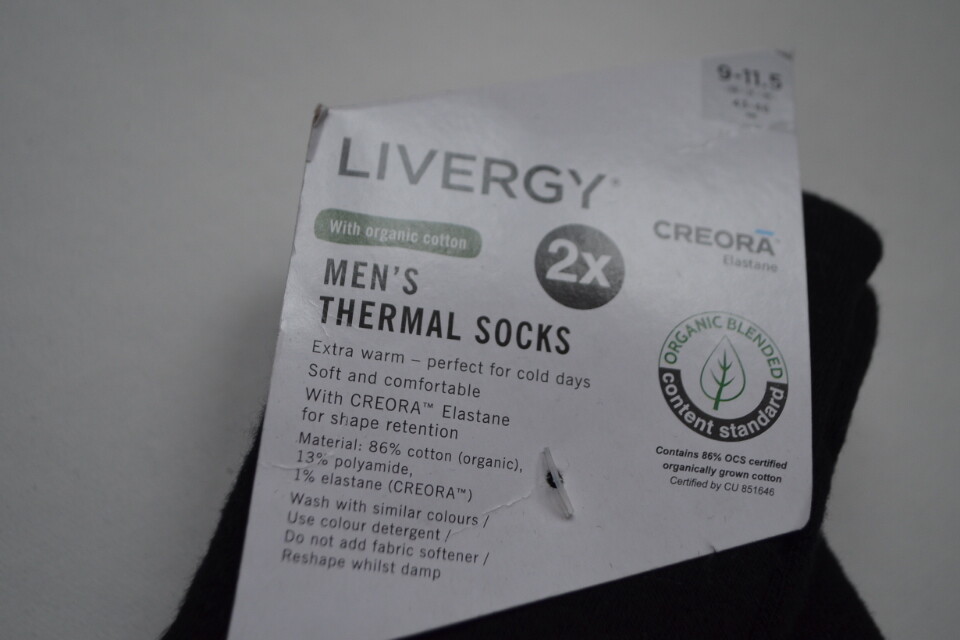 9-11.5
LIVERGY®
With organic cotton
2x
CREORA®
Elastane
MEN'S
THERMAL SOCKS
Extra warm – perfect for cold days
Soft and comfortable
With CREORA™ Elastane
for shape retention
Material: 86% cotton (organic),
13% polyamide,
1% elastane (CREORA™)
Wash with similar colours /
Use colour detergent /
Do not add fabric softener /
Reshape whilst damp
ORGANIC BLENDED
content standard
Contains 86% OCS certified
organically grown cotton
Certified by CU 851646